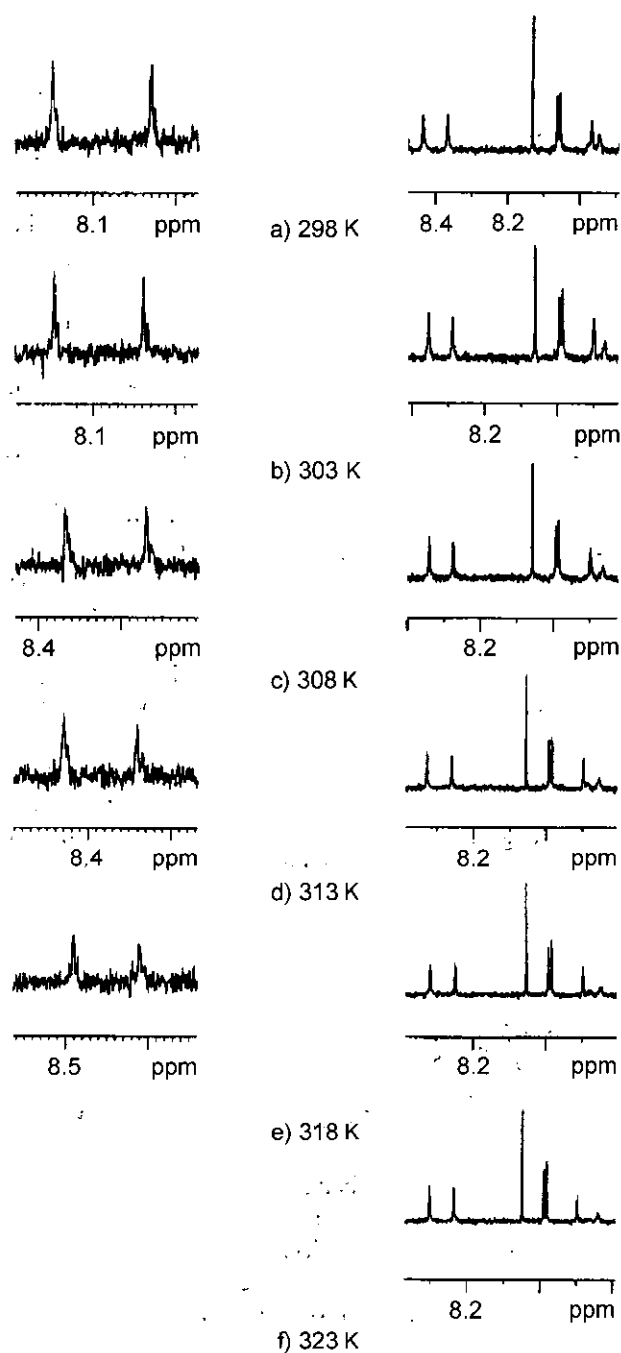 8.1 ppm 8.4 8.2 ppm
a) 298 K
8.1 ppm 8.2 ppm
b) 303 K
8.4 ppm 8.2 ppm
c) 308 K
8.4 ppm 8.2 ppm
d) 313 K
8.5 ppm 8.2 ppm
e) 318 K
8.2 ppm
f) 323 K